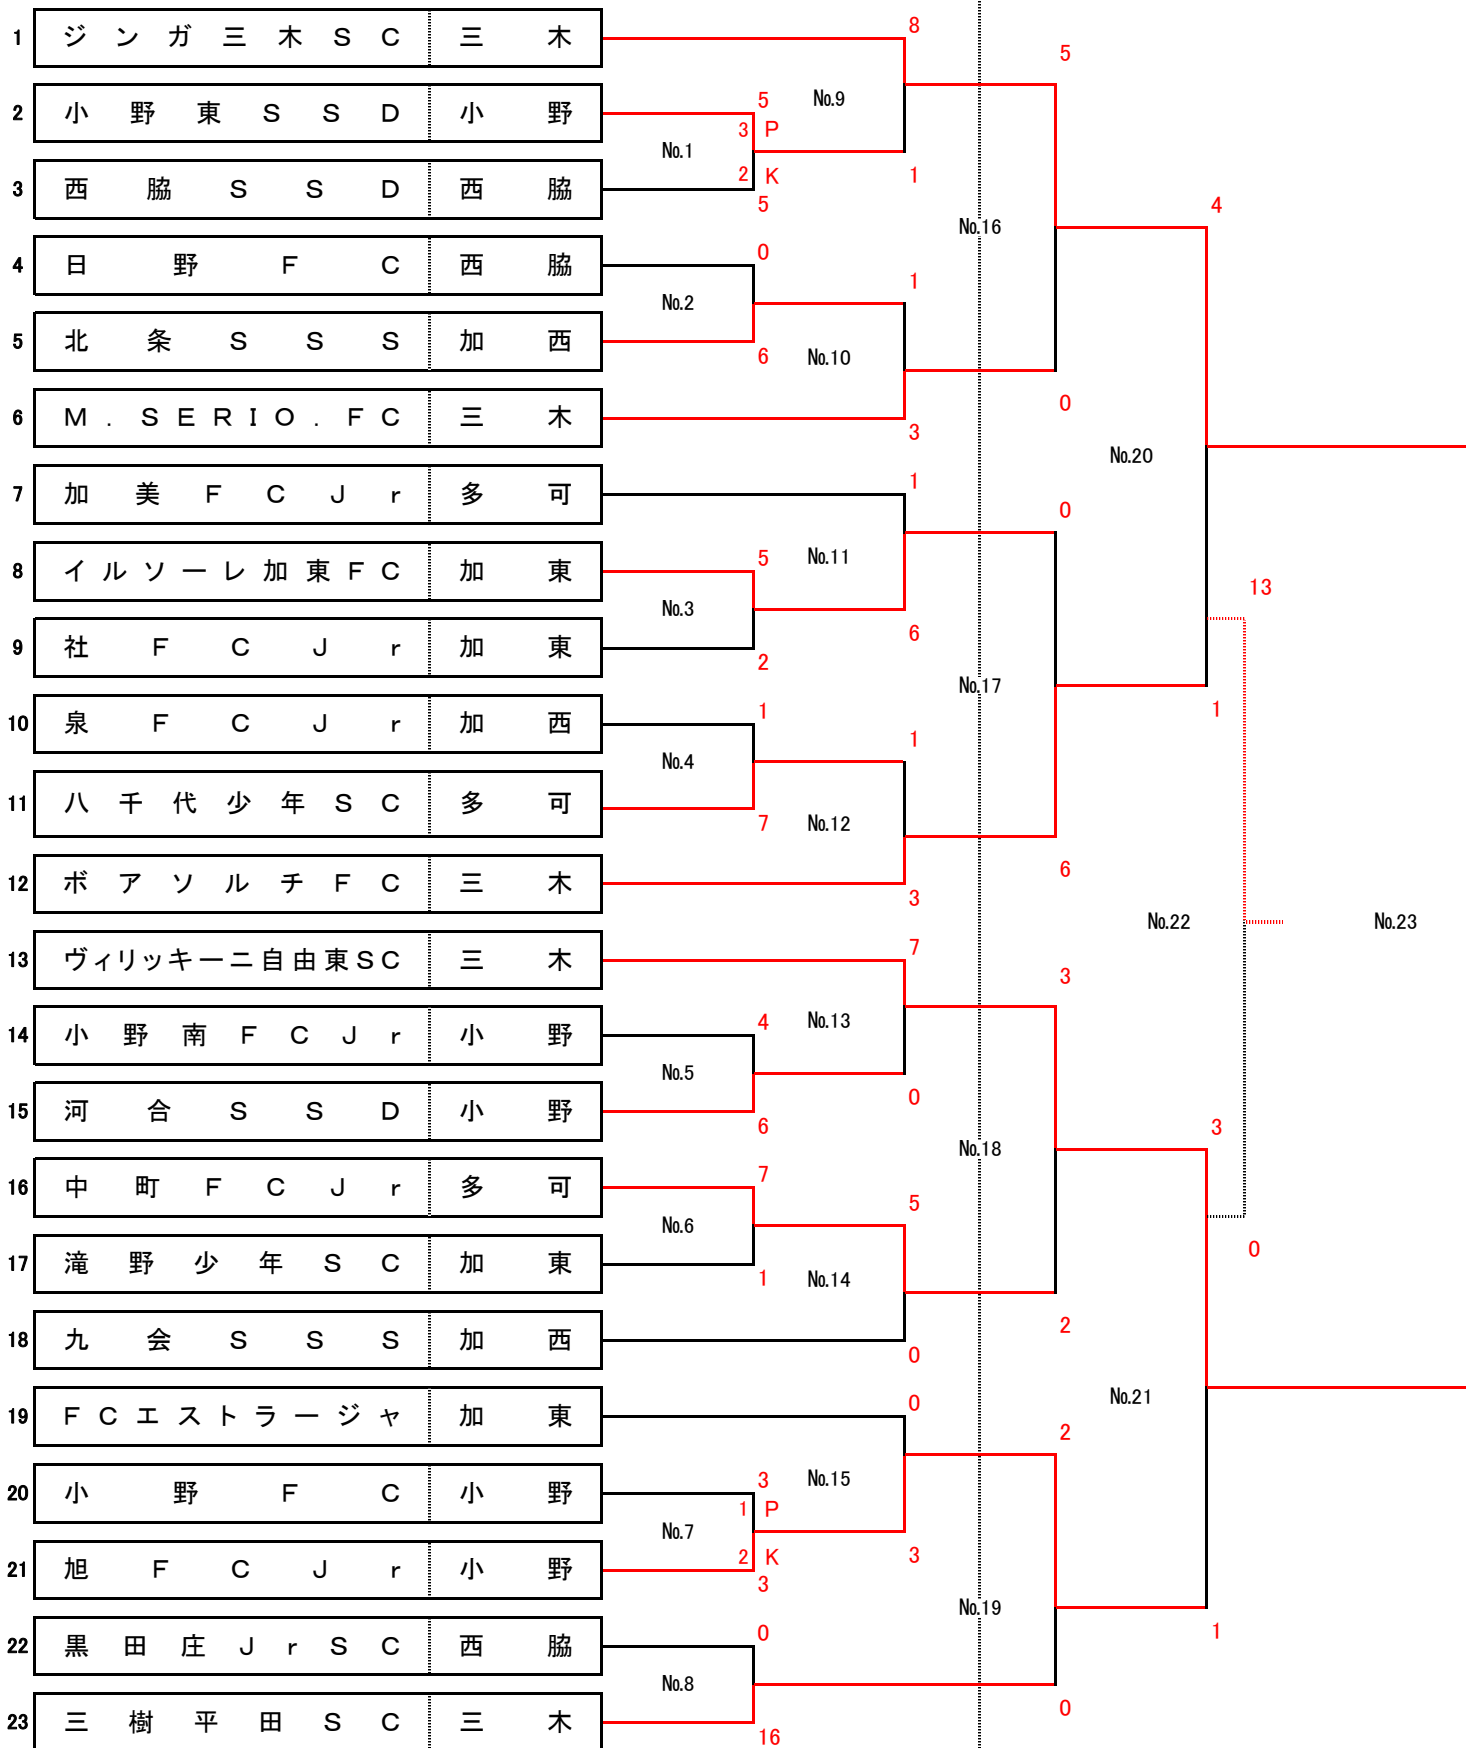 1 ジンガ三木SC 三木
2 小野東SSD 小野
3 西脇SSD 西脇
4 日野FC 西脇
5 北条SSS 加西
6 M.SERIO.FC 三木
7 加美FCJr 多可
8 イルソーレ加東FC 加東
9 社FCJr 加東
10 泉FCJr 加西
11 八千代少年SC 多可
12 ボアソルチFC 三木
13 ヴィリッキーニ自由東SC 三木
14 小野南FCJr 小野
15 河合SSD 小野
16 中町FCJr 多可
17 滝野少年SC 加東
18 九会SSS 加西
19 FCエストラージャ 加東
20 小野FC 小野
21 旭FCJr 小野
22 黒田庄JrSC 西脇
23 三樹平田SC 三木
5
3 P
No.1
2 K
5
0
No.2
6
5
No.3
2
1
No.4
7
4
No.5
6
7
No.6
1
3
1 P
No.7
2 K
3
0
No.8
16
8
No.9
1
1
No.10
3
1
No.11
6
1
No.12
3
7
No.13
0
5
No.14
0
0
No.15
3
5
No.16
0
0
No.17
6
3
No.18
2
2
No.19
0
4
No.20
1
3
No.21
1
13
No.22
0
No.23